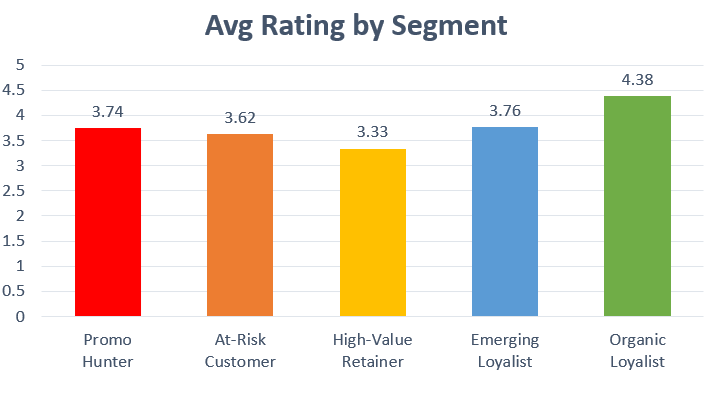 Avg Rating by Segment
5
4.5
4
3.5
3
2.5
2
1.5
1
0.5
0
3.74
3.62
3.33
3.76
4.38
Promo
Hunter
At-Risk
Customer
High-Value
Retainer
Emerging
Loyalist
Organic
Loyalist